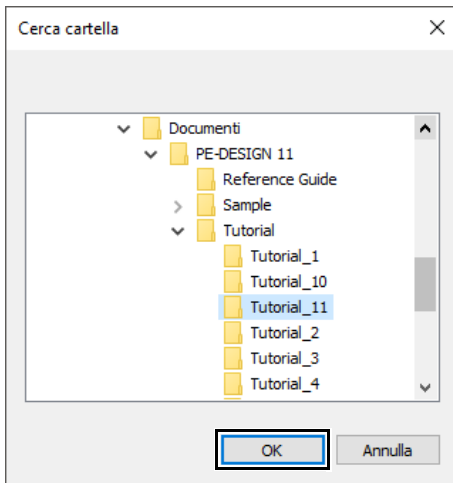 Cerca cartella
Documenti
PE-DESIGN 11
Reference Guide
Sample
Tutorial
Tutorial_1
Tutorial_10
Tutorial_11
Tutorial_2
Tutorial_3
Tutorial_4
OK Annulla